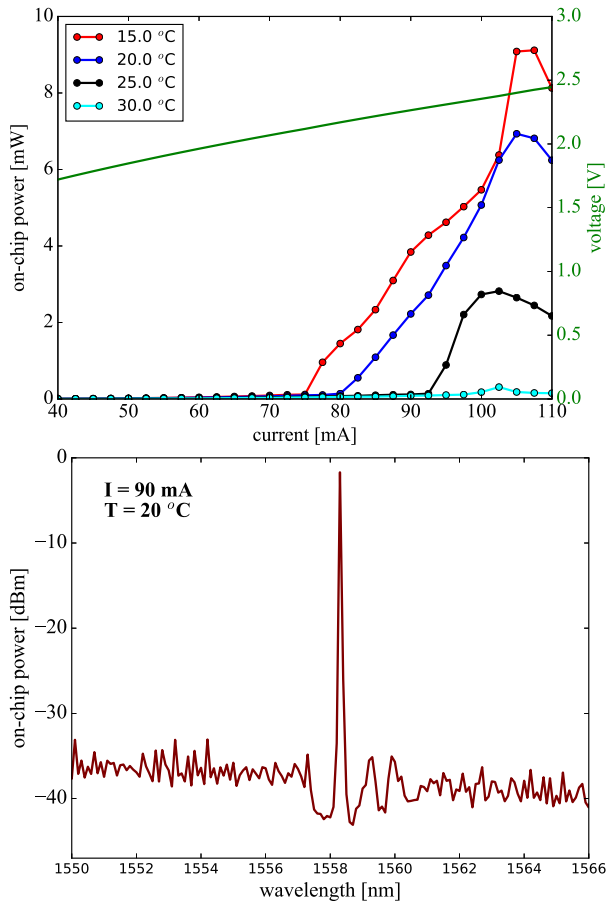 15.0 °C
20.0 °C
25.0 °C
30.0 °C
10
8
6
4
2
0
on-chip power [mW]
3.0
2.5
2.0
1.5
1.0
0.5
0.0
voltage [V]
40 50 60 70 80 90 100 110
current [mA]
I = 90 mA
T = 20 °C
0
−10
−20
−30
−40
on-chip power [dBm]
1550 1552 1554 1556 1558 1560 1562 1564 1566
wavelength [nm]